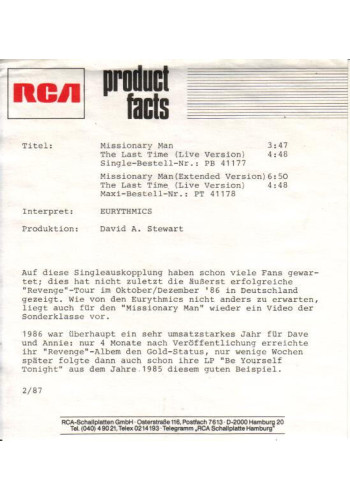 RCA
product
facts
Titel: Missionary Man 3:47
The Last Time (Live Version) 4:48
Single-Bestell-Nr.: PB 41177
Missionary Man(Extended Version) 6:50
The Last Time (Live Version) 4:48
Maxi-Bestell-Nr.: PT 41178
Interpret: EURYTHMICS
Produktion: David A. Stewart
Auf diese Singleauskopplung haben schon viele Fans gewar-
tet; dies hat nicht zuletzt die äußerst erfolgreiche
"Revenge"-Tour im Oktober/Dezember '86 in Deutschland
gezeigt. Wie von den Eurythmics nicht anders zu erwarten,
liegt auch für den "Missionary Man" wieder ein Video der
Sonderklasse vor.
1986 war überhaupt ein sehr umsatzstarkes Jahr für Dave
und Annie: nur 4 Monate nach Veröffentlichung erreichte
ihr "Revenge"-Albem den Gold-Status, nur wenige Wochen
später folgte dann auch schon ihre LP "Be Yourself
Tonight" aus dem Jahre 1985 diesem guten Beispiel.
2/87
RCA-Schallplatten GmbH · Osterstraße 116, Postfach 7130 · D-2000 Hamburg 20
Tel. (040) 4 90 21, Telex 0214193 · Telegramm „RCA Schallplatte Hamburg"